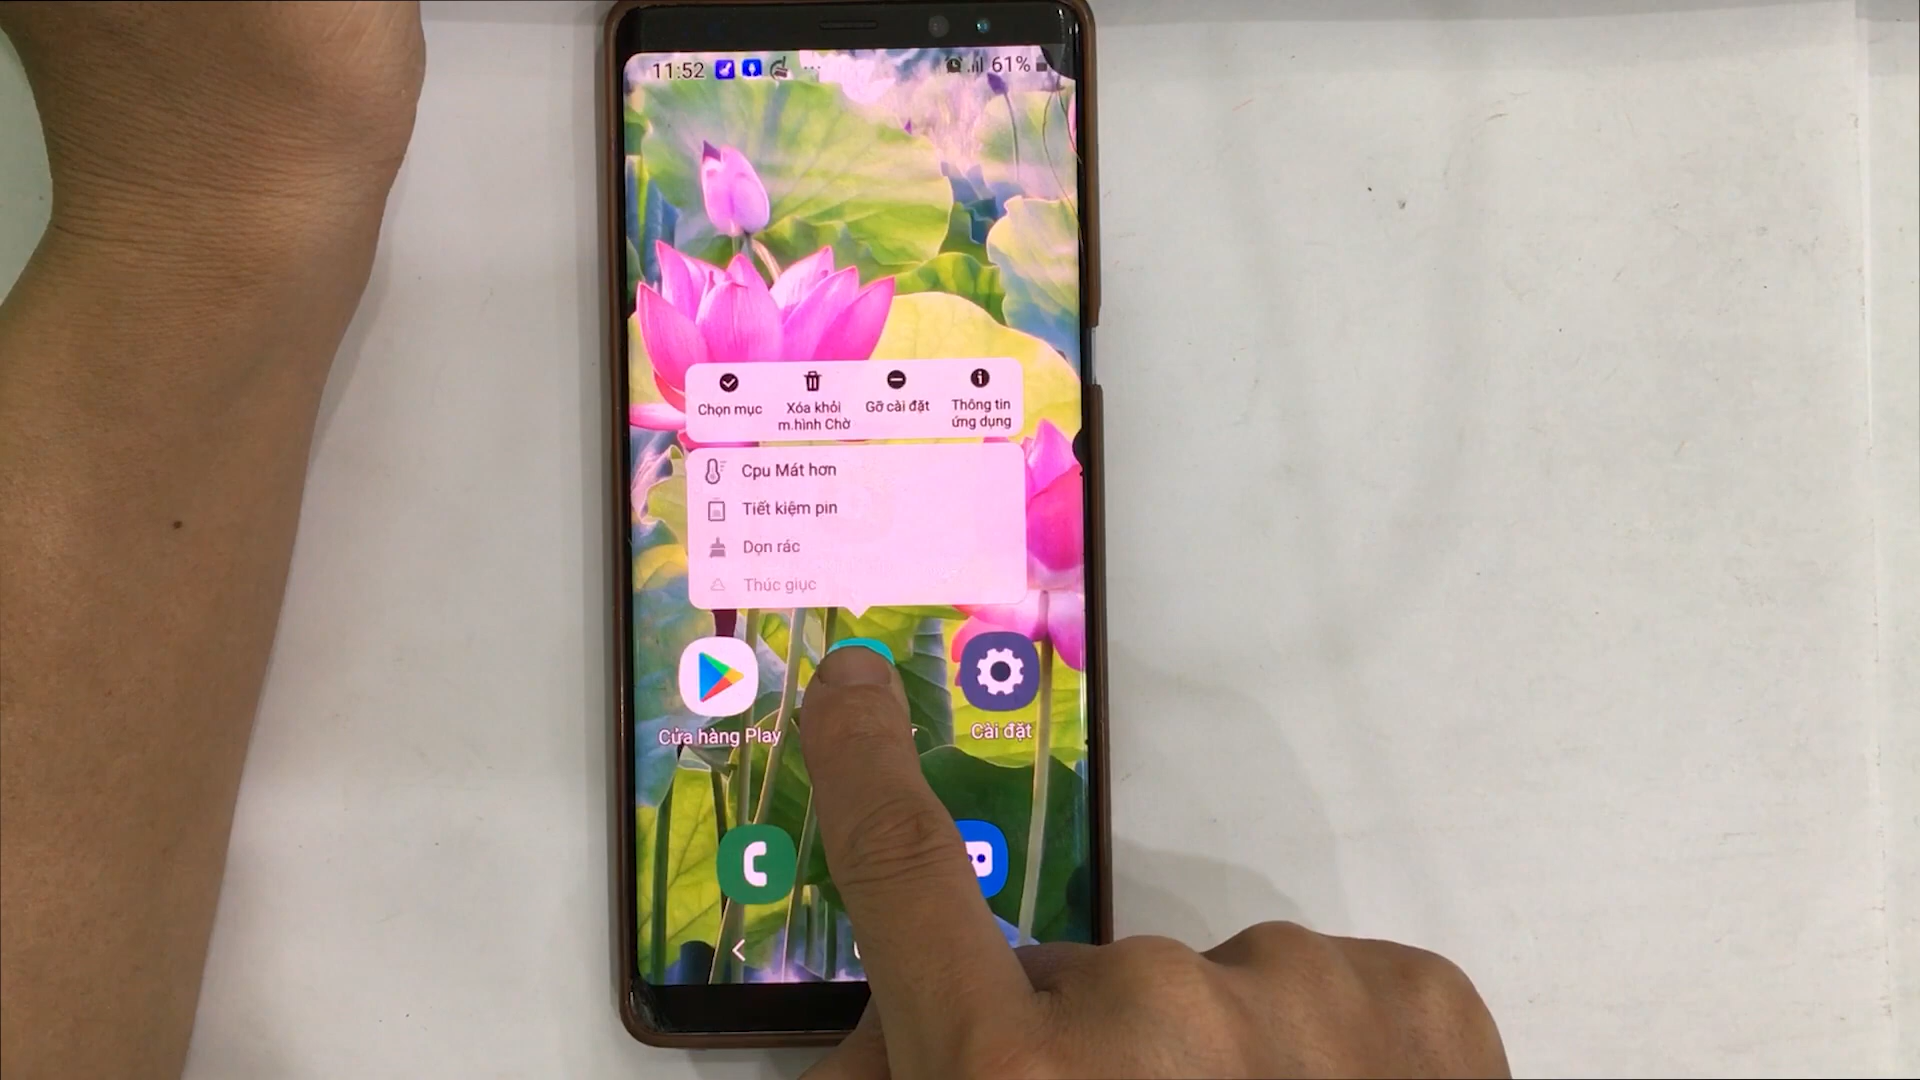 11:52
61%
Chọn mục
Xóa khỏi
m.hình Chờ
Gỡ cài đặt
Thông tin
ứng dụng
Cpu Mát hơn
Tiết kiệm pin
Dọn rác
Thúc giục
Cửa hàng Play
Cài đặt